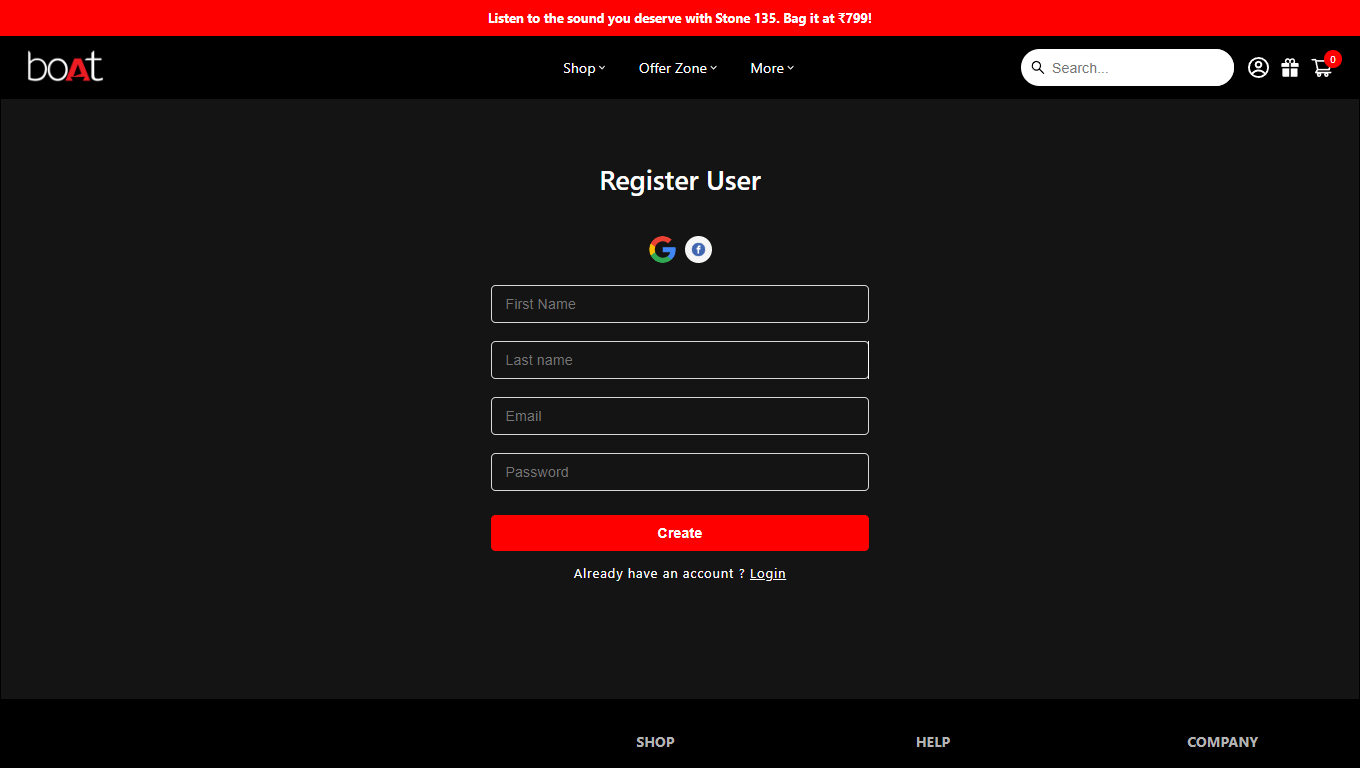 Listen to the sound you deserve with Stone 135. Bag it at ₹799!
boAt
Shop
Offer Zone
More
Search...
0
Register User
First Name
Last name
Email
Password
Create
Already have an account ? Login
SHOP
HELP
COMPANY